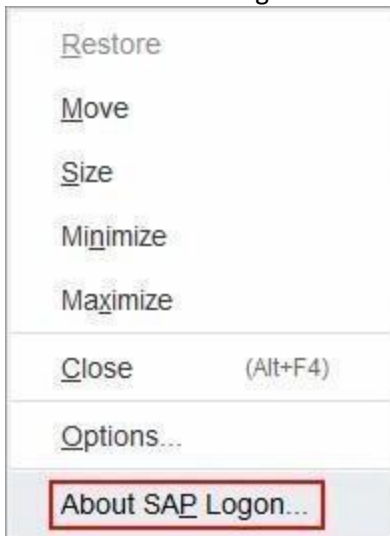 Restore
Move
Size
Minimize
Maximize
Close (Alt+F4)
Options...
About SAP Logon...